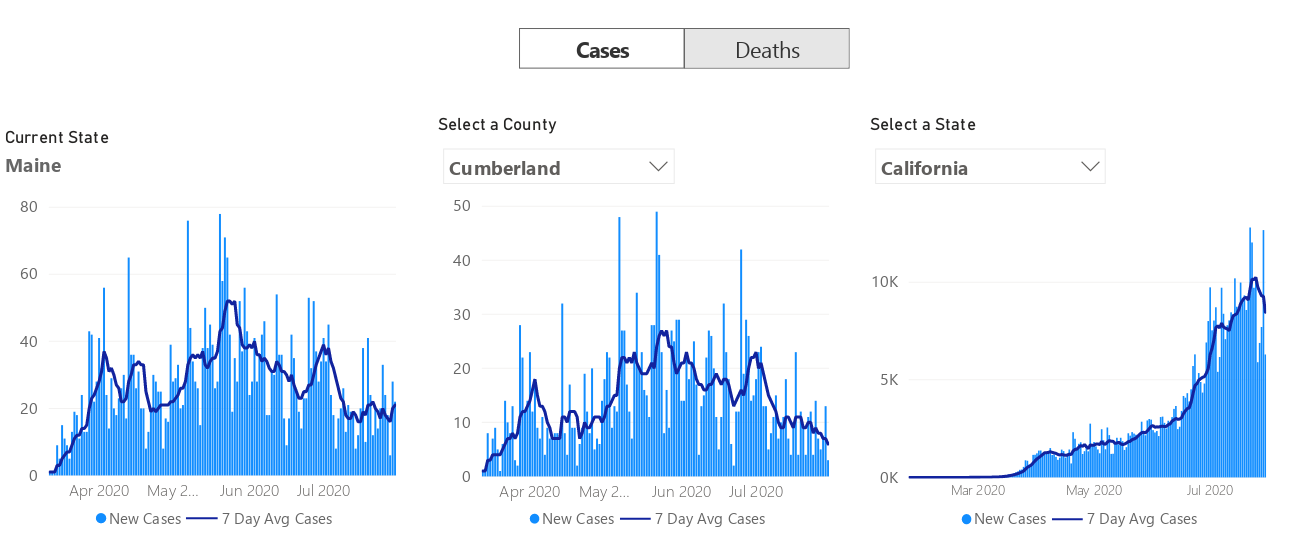 Cases Deaths
Current State
Maine
80
60
40
20
0
Apr 2020 May 2... Jun 2020 Jul 2020
New Cases 7 Day Avg Cases
Select a County
Cumberland
50
40
30
20
10
0
Apr 2020 May 2... Jun 2020 Jul 2020
New Cases 7 Day Avg Cases
Select a State
California
10K
5K
0K
Mar 2020 May 2020 Jul 2020
New Cases 7 Day Avg Cases